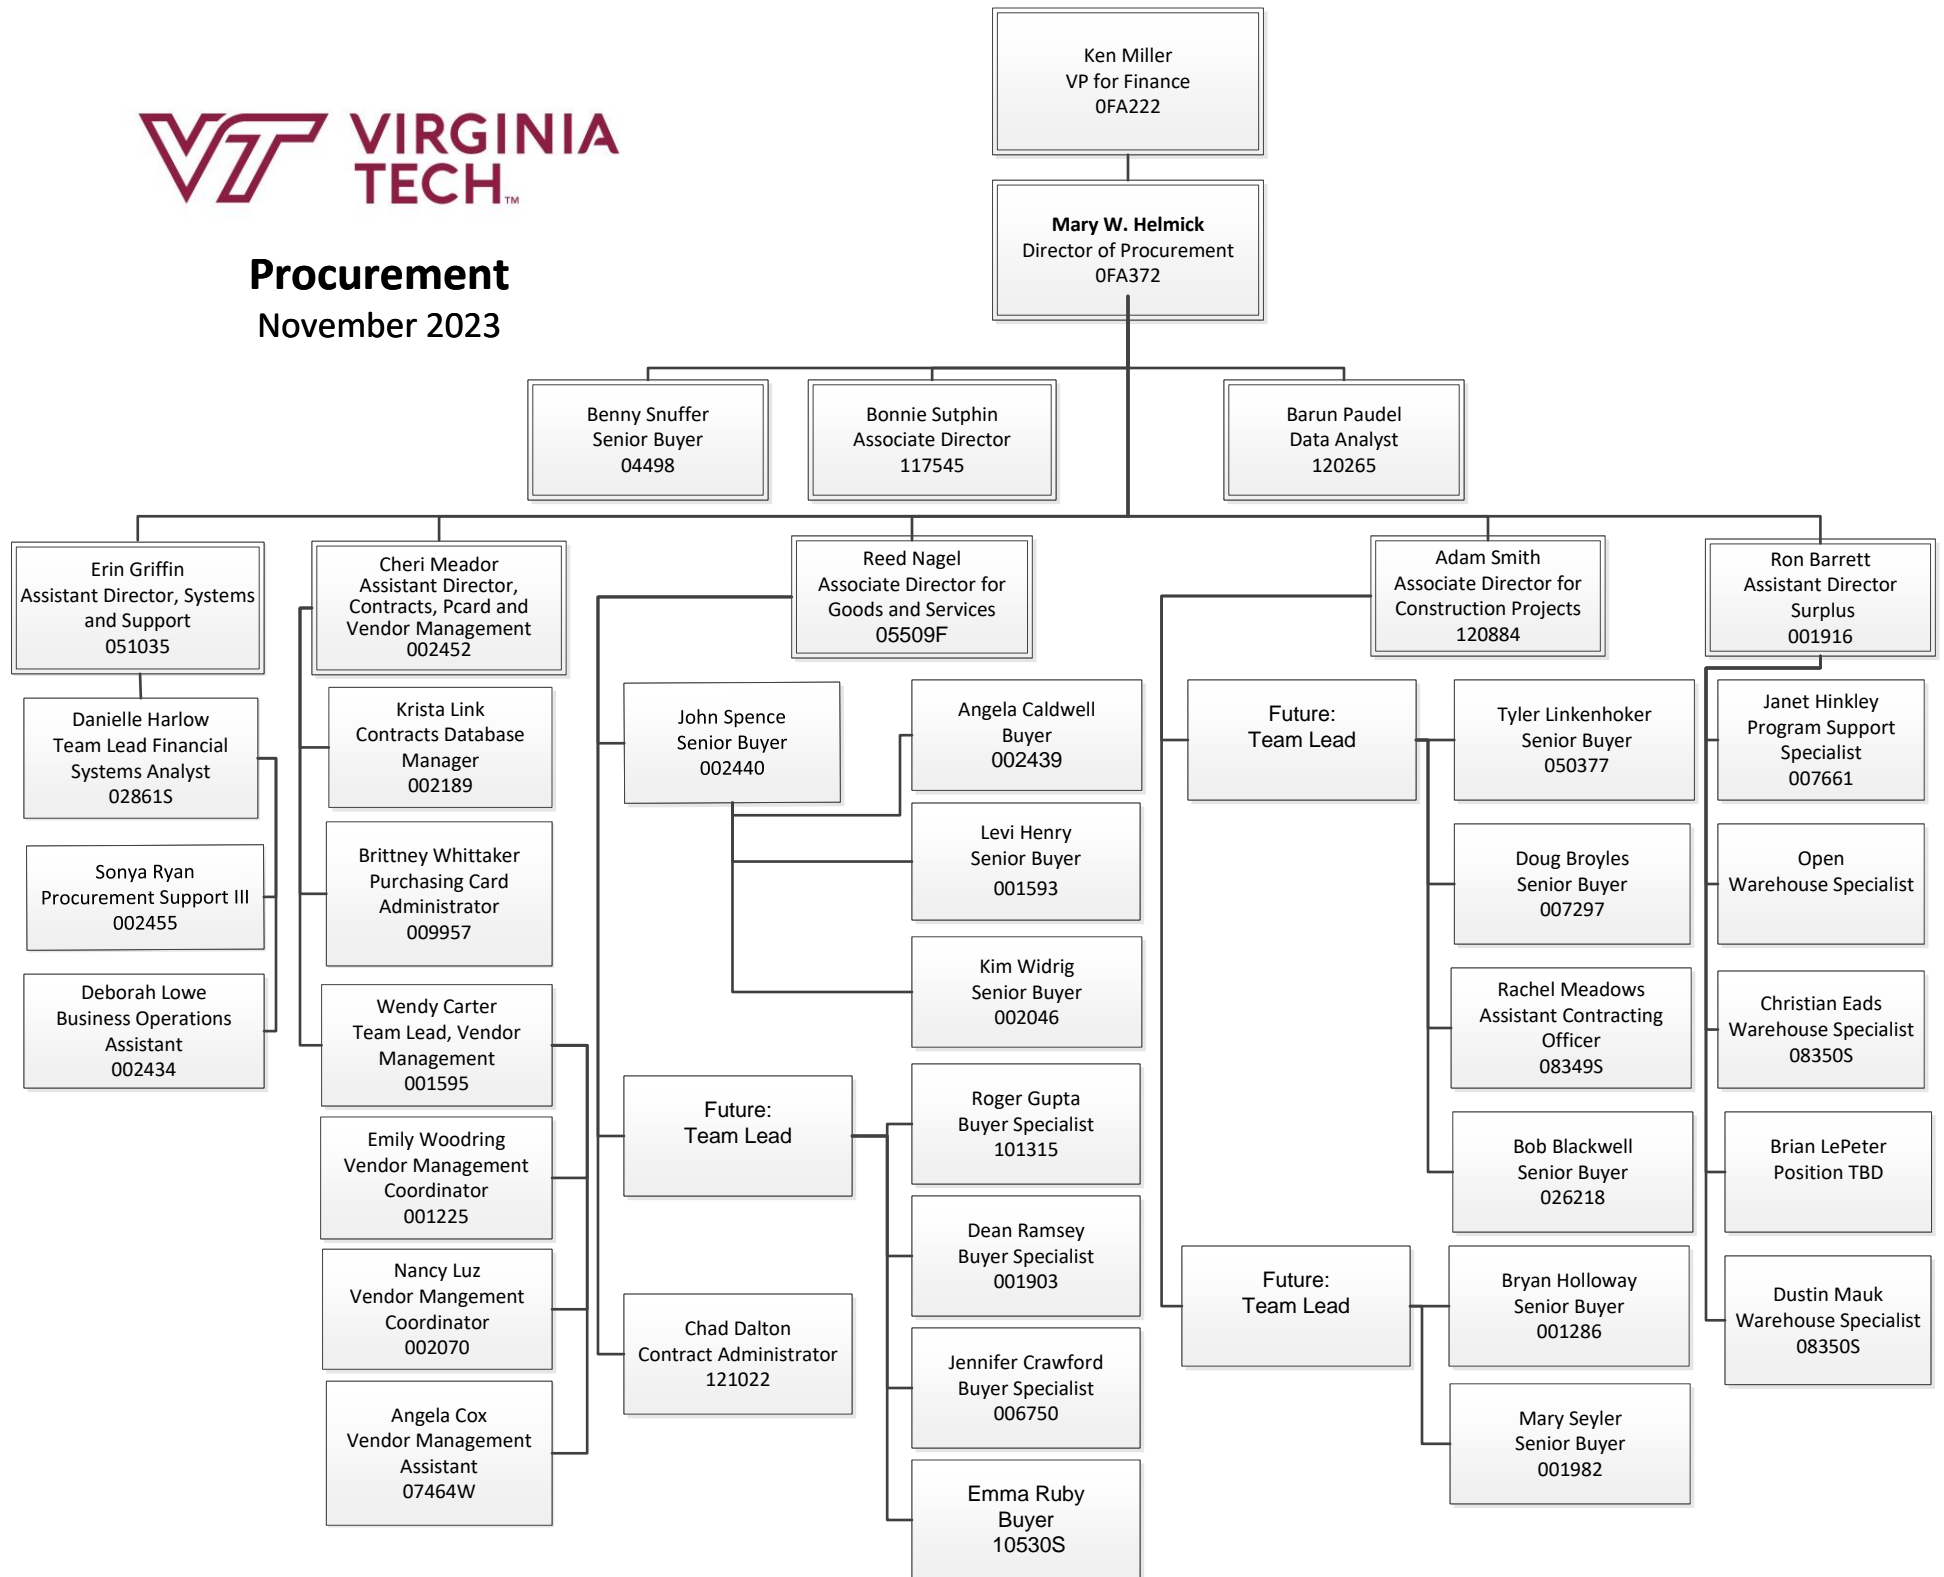 Ken Miller
VP for Finance
0FA222
VT VIRGINIA
TECH™
Mary W. Helmick
Director of Procurement
0FA372
Procurement
November 2023
Benny Snuffer
Senior Buyer
04498
Bonnie Sutphin
Associate Director
117545
Barun Paudel
Data Analyst
120265
Erin Griffin
Assistant Director, Systems
and Support
051035
Cheri Meador
Assistant Director,
Contracts, Pcard and
Vendor Management
002452
Reed Nagel
Associate Director for
Goods and Services
05509F
Adam Smith
Associate Director for
Construction Projects
120884
Ron Barrett
Assistant Director
Surplus
001916
Danielle Harlow
Team Lead Financial
Systems Analyst
02861S
Sonya Ryan
Procurement Support III
002455
Deborah Lowe
Business Operations
Assistant
002434
Krista Link
Contracts Database
Manager
002189
Brittney Whittaker
Purchasing Card
Administrator
009957
Wendy Carter
Team Lead, Vendor
Management
001595
Emily Woodring
Vendor Management
Coordinator
001225
Nancy Luz
Vendor Mangement
Coordinator
002070
Angela Cox
Vendor Management
Assistant
07464W
John Spence
Senior Buyer
002440
Future:
Team Lead
Chad Dalton
Contract Administrator
121022
Angela Caldwell
Buyer
002439
Levi Henry
Senior Buyer
001593
Kim Widrig
Senior Buyer
002046
Roger Gupta
Buyer Specialist
101315
Dean Ramsey
Buyer Specialist
001903
Jennifer Crawford
Buyer Specialist
006750
Emma Ruby
Buyer
10530S
Future:
Team Lead
Future:
Team Lead
Tyler Linkenhoker
Senior Buyer
050377
Doug Broyles
Senior Buyer
007297
Rachel Meadows
Assistant Contracting
Officer
08349S
Bob Blackwell
Senior Buyer
026218
Bryan Holloway
Senior Buyer
001286
Mary Seyler
Senior Buyer
001982
Janet Hinkley
Program Support
Specialist
007661
Open
Warehouse Specialist
Christian Eads
Warehouse Specialist
08350S
Brian LePeter
Position TBD
Dustin Mauk
Warehouse Specialist
08350S